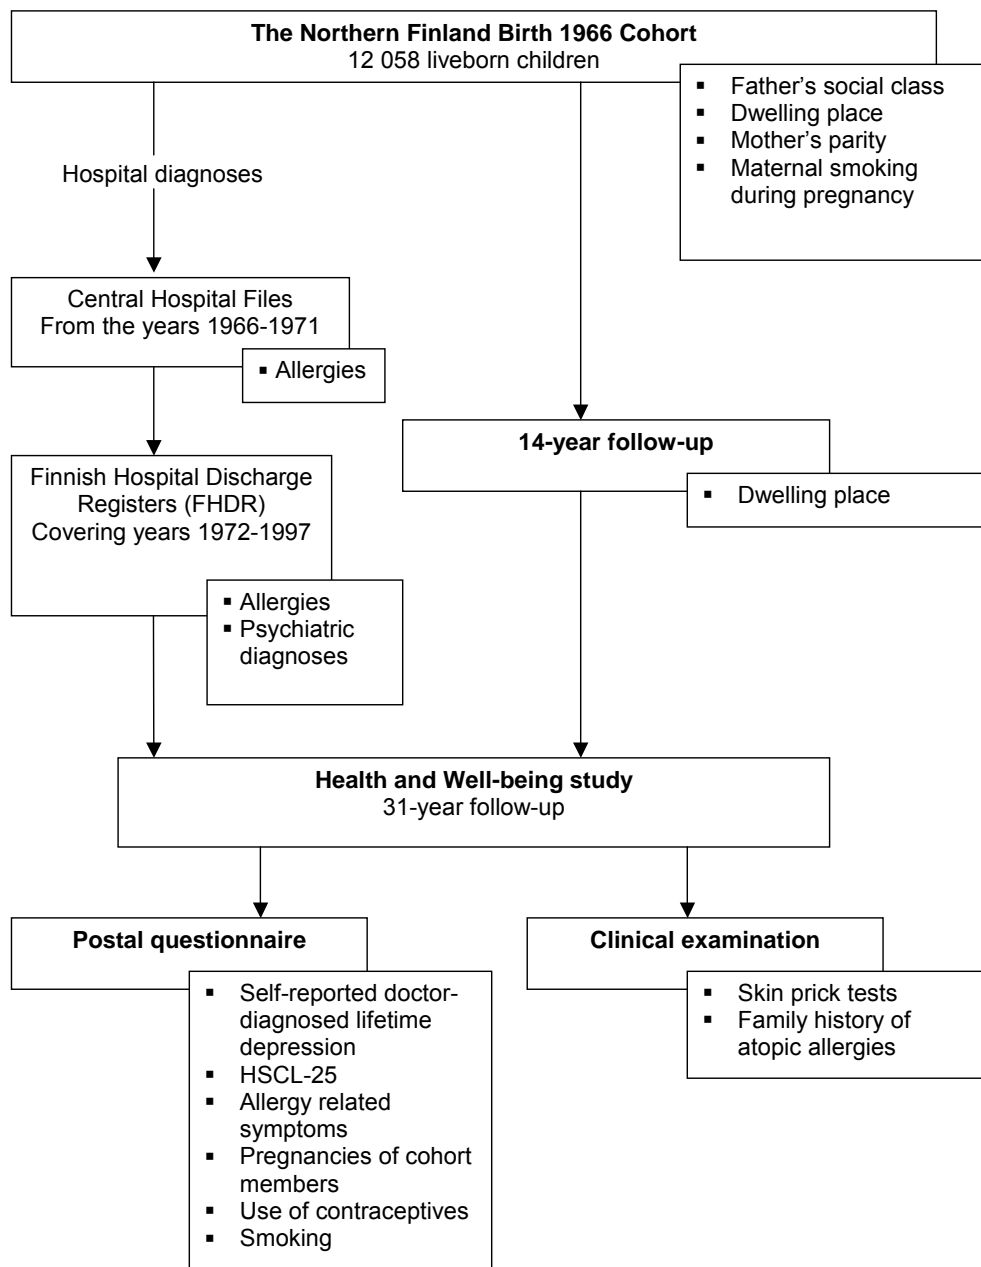 The Northern Finland Birth 1966 Cohort
12 058 liveborn children
▪ Father's social class
▪ Dwelling place
▪ Mother's parity
▪ Maternal smoking
during pregnancy
Hospital diagnoses
Central Hospital Files
From the years 1966-1971
▪ Allergies
14-year follow-up
▪ Dwelling place
Finnish Hospital Discharge
Registers (FHDR)
Covering years 1972-1997
▪ Allergies
▪ Psychiatric
diagnoses
Health and Well-being study
31-year follow-up
Postal questionnaire
▪ Self-reported doctor-
diagnosed lifetime
depression
▪ HSCL-25
▪ Allergy related
symptoms
▪ Pregnancies of cohort
members
▪ Use of contraceptives
▪ Smoking
Clinical examination
▪ Skin prick tests
▪ Family history of
atopic allergies